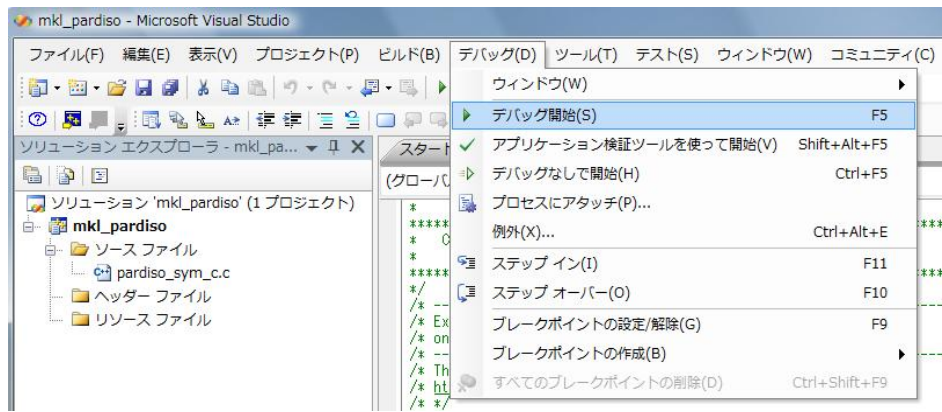 mkl_pardiso - Microsoft Visual Studio
ファイル(F) 編集(E) 表示(V) プロジェクト(P) ビルド(B) デバッグ(D) ツール(T) テスト(S) ウィンドウ(W) コミュニティ(C)
ウィンドウ(W)
デバッグ開始(S) F5
アプリケーション検証ツールを使って開始(V) Shift+Alt+F5
デバッグなしで開始(H) Ctrl+F5
プロセスにアタッチ(P)...
例外(X)... Ctrl+Alt+E
ステップ イン(I) F11
ステップ オーバー(O) F10
ブレークポイントの設定/解除(G) F9
ブレークポイントの作成(B)
すべてのブレークポイントの削除(D) Ctrl+Shift+F9
ソリューション エクスプローラ - mkl_pa...
ソリューション 'mkl_pardiso' (1 プロジェクト)
mkl_pardiso
ソース ファイル
pardiso_sym_c.c
ヘッダー ファイル
リソース ファイル
スタート
(グローバ
*
*****
* C
*
*****
*/
/* --
/* Ex
/* on
/* --
/* Th
/* ht
/* */